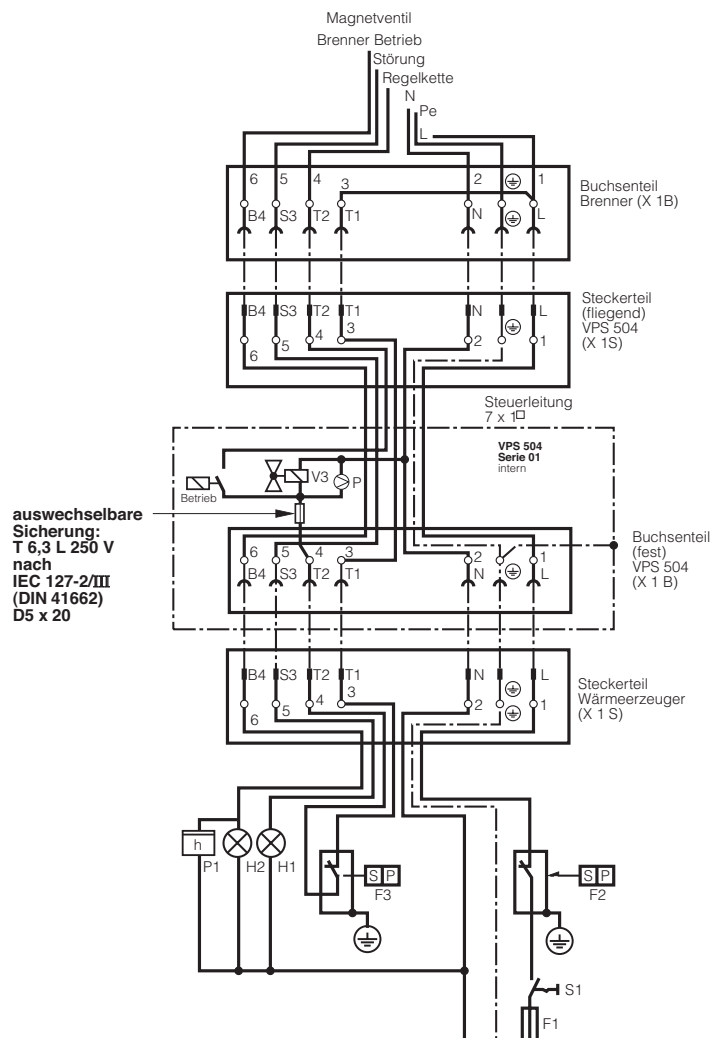 Magnetventil
Brenner Betrieb
Störung
Regelkette
N
Pe
L
6 5 4 3 2 1
B4 S3 T2 T1 N L
Buchsenteil
Brenner (X 1B)
B4 S3 T2 T1 N L
6 5 4 3 2 1
Steckerteil
(fliegend)
VPS 504
(X 1S)
Steuerleitung
7 x 1□
VPS 504
Serie 01
intern
Betrieb
V3
P
auswechselbare
Sicherung:
T 6,3 L 250 V
nach
IEC 127-2/III
(DIN 41662)
D5 x 20
6 5 4 3 2 1
B4 S3 T2 T1 N L
Buchsenteil
(fest)
VPS 504
(X 1 B)
B4 S3 T2 T1 N L
6 5 4 3 2 1
Steckerteil
Wärmeerzeuger
(X 1 S)
h
P1
H2
H1
S P
F3
S P
F2
S1
F1